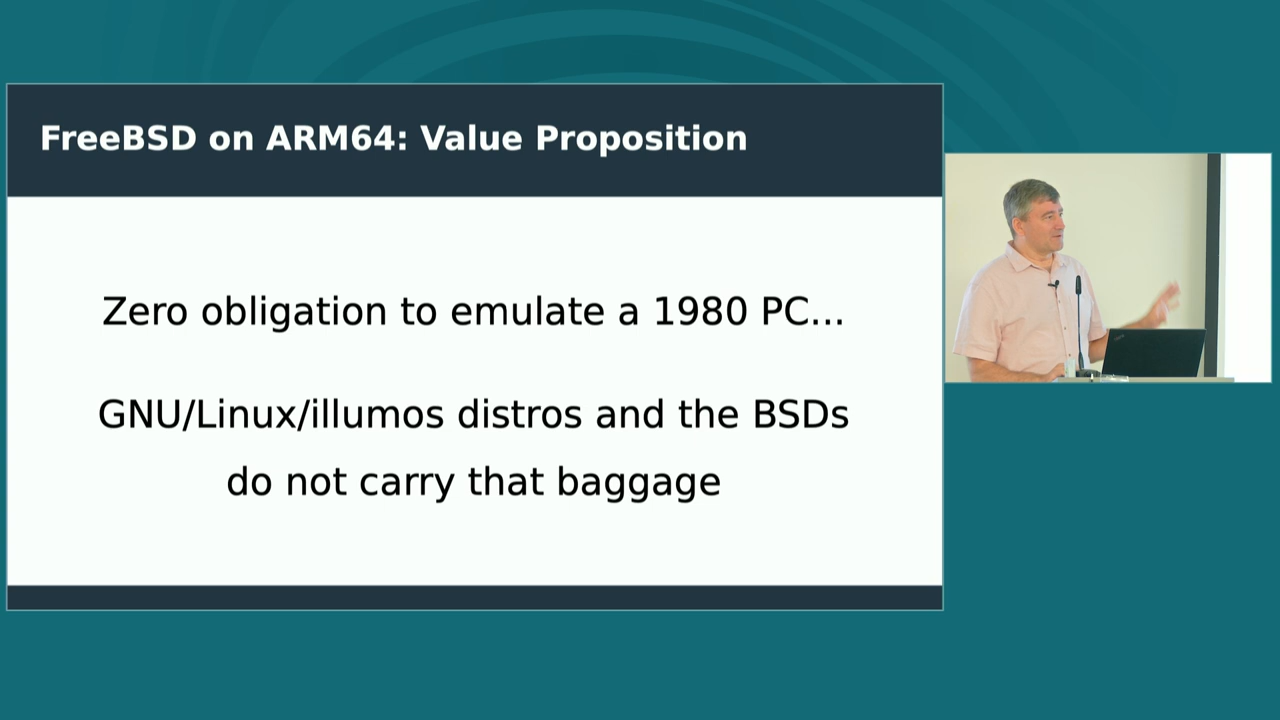 FreeBSD on ARM64: Value Proposition
Zero obligation to emulate a 1980 PC...
GNU/Linux/illumos distros and the BSDs
do not carry that baggage